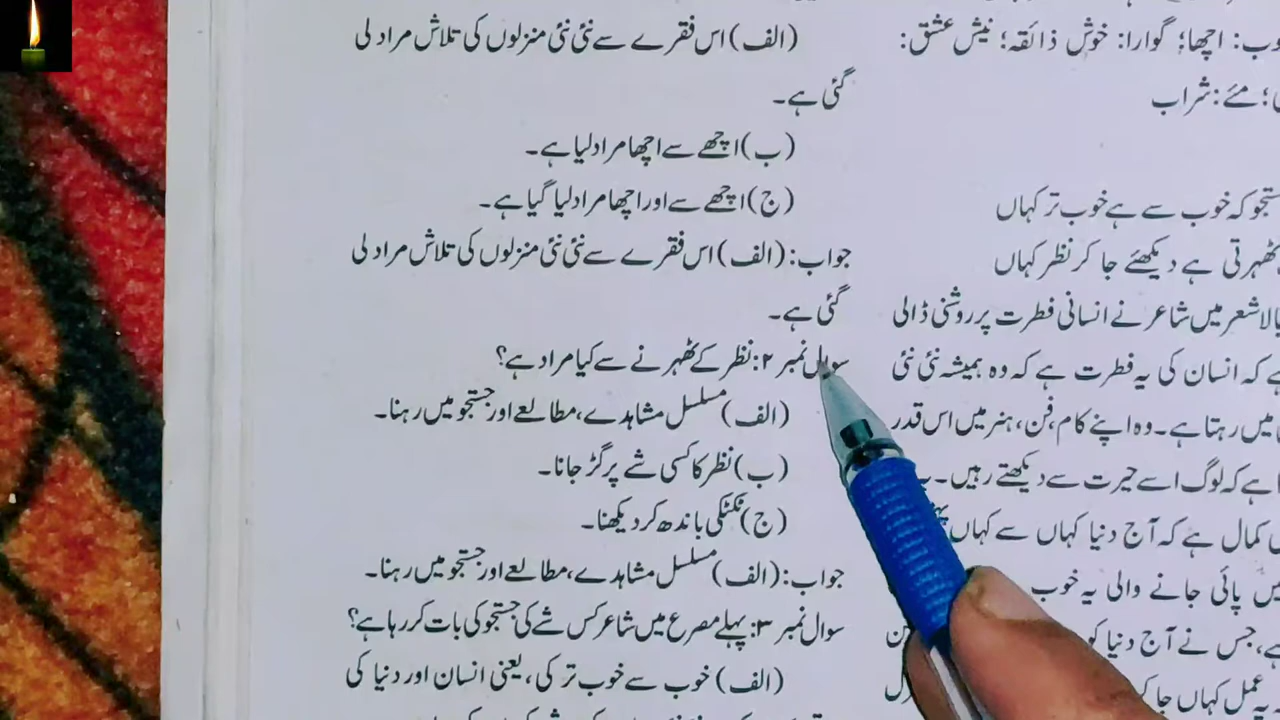 اچھا؛ گوارا: خوش ذائقہ؛ نیش عشق:
مئے: شراب
کہ خوب سے ہے خوب تر کہاں
ٹھہرتی ہے دیکھئے جا کر نظر کہاں
شعر میں شاعر نے انسانی فطرت پر روشنی ڈالی
کہ انسان کی یہ فطرت ہے کہ وہ ہمیشہ نئی نئی
میں رہتا ہے۔ وہ اپنے کام، فن، ہنر میں اس قدر
ہے کہ لوگ اسے حیرت سے دیکھتے رہیں۔
کمال ہے کہ آج دنیا کہاں سے کہاں
پائی جانے والی یہ خوب
ہے، جس نے آج دنیا کو
یہ عمل کہاں جا کر
(الف) اس فقرے سے نئی نئی منزلوں کی تلاش مراد لی
گئی ہے۔
(ب) اچھے سے اچھا مراد لیا ہے۔
(ج) اچھے سے اور اچھا مراد لیا گیا ہے۔
جواب: (الف) اس فقرے سے نئی نئی منزلوں کی تلاش مراد لی
گئی ہے۔
سوال نمبر ۲: نظر کے ٹھہرنے سے کیا مراد ہے؟
(الف) مسلسل مشاہدے، مطالعے اور جستجو میں رہنا۔
(ب) نظر کا کسی شے پر گڑ جانا۔
(ج) ٹکٹکی باندھ کر دیکھنا۔
جواب: (الف) مسلسل مشاہدے، مطالعے اور جستجو میں رہنا۔
سوال نمبر ۳: پہلے مصرع میں شاعر کس شے کی جستجو کی بات کر رہا ہے؟
(الف) خوب سے خوب تر کی، یعنی انسان اور دنیا کی